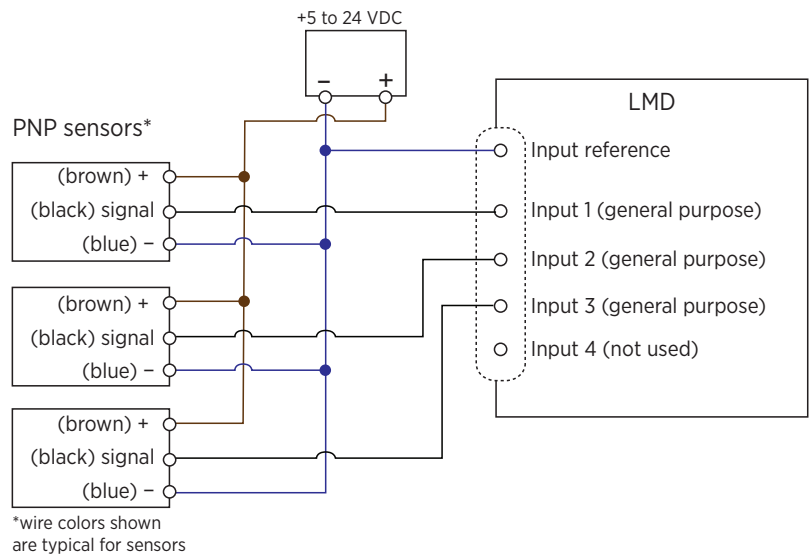 +5 to 24 VDC
− +
PNP sensors*
(brown) +
(black) signal
(blue) −
(brown) +
(black) signal
(blue) −
(brown) +
(black) signal
(blue) −
*wire colors shown
are typical for sensors
LMD
Input reference
Input 1 (general purpose)
Input 2 (general purpose)
Input 3 (general purpose)
Input 4 (not used)